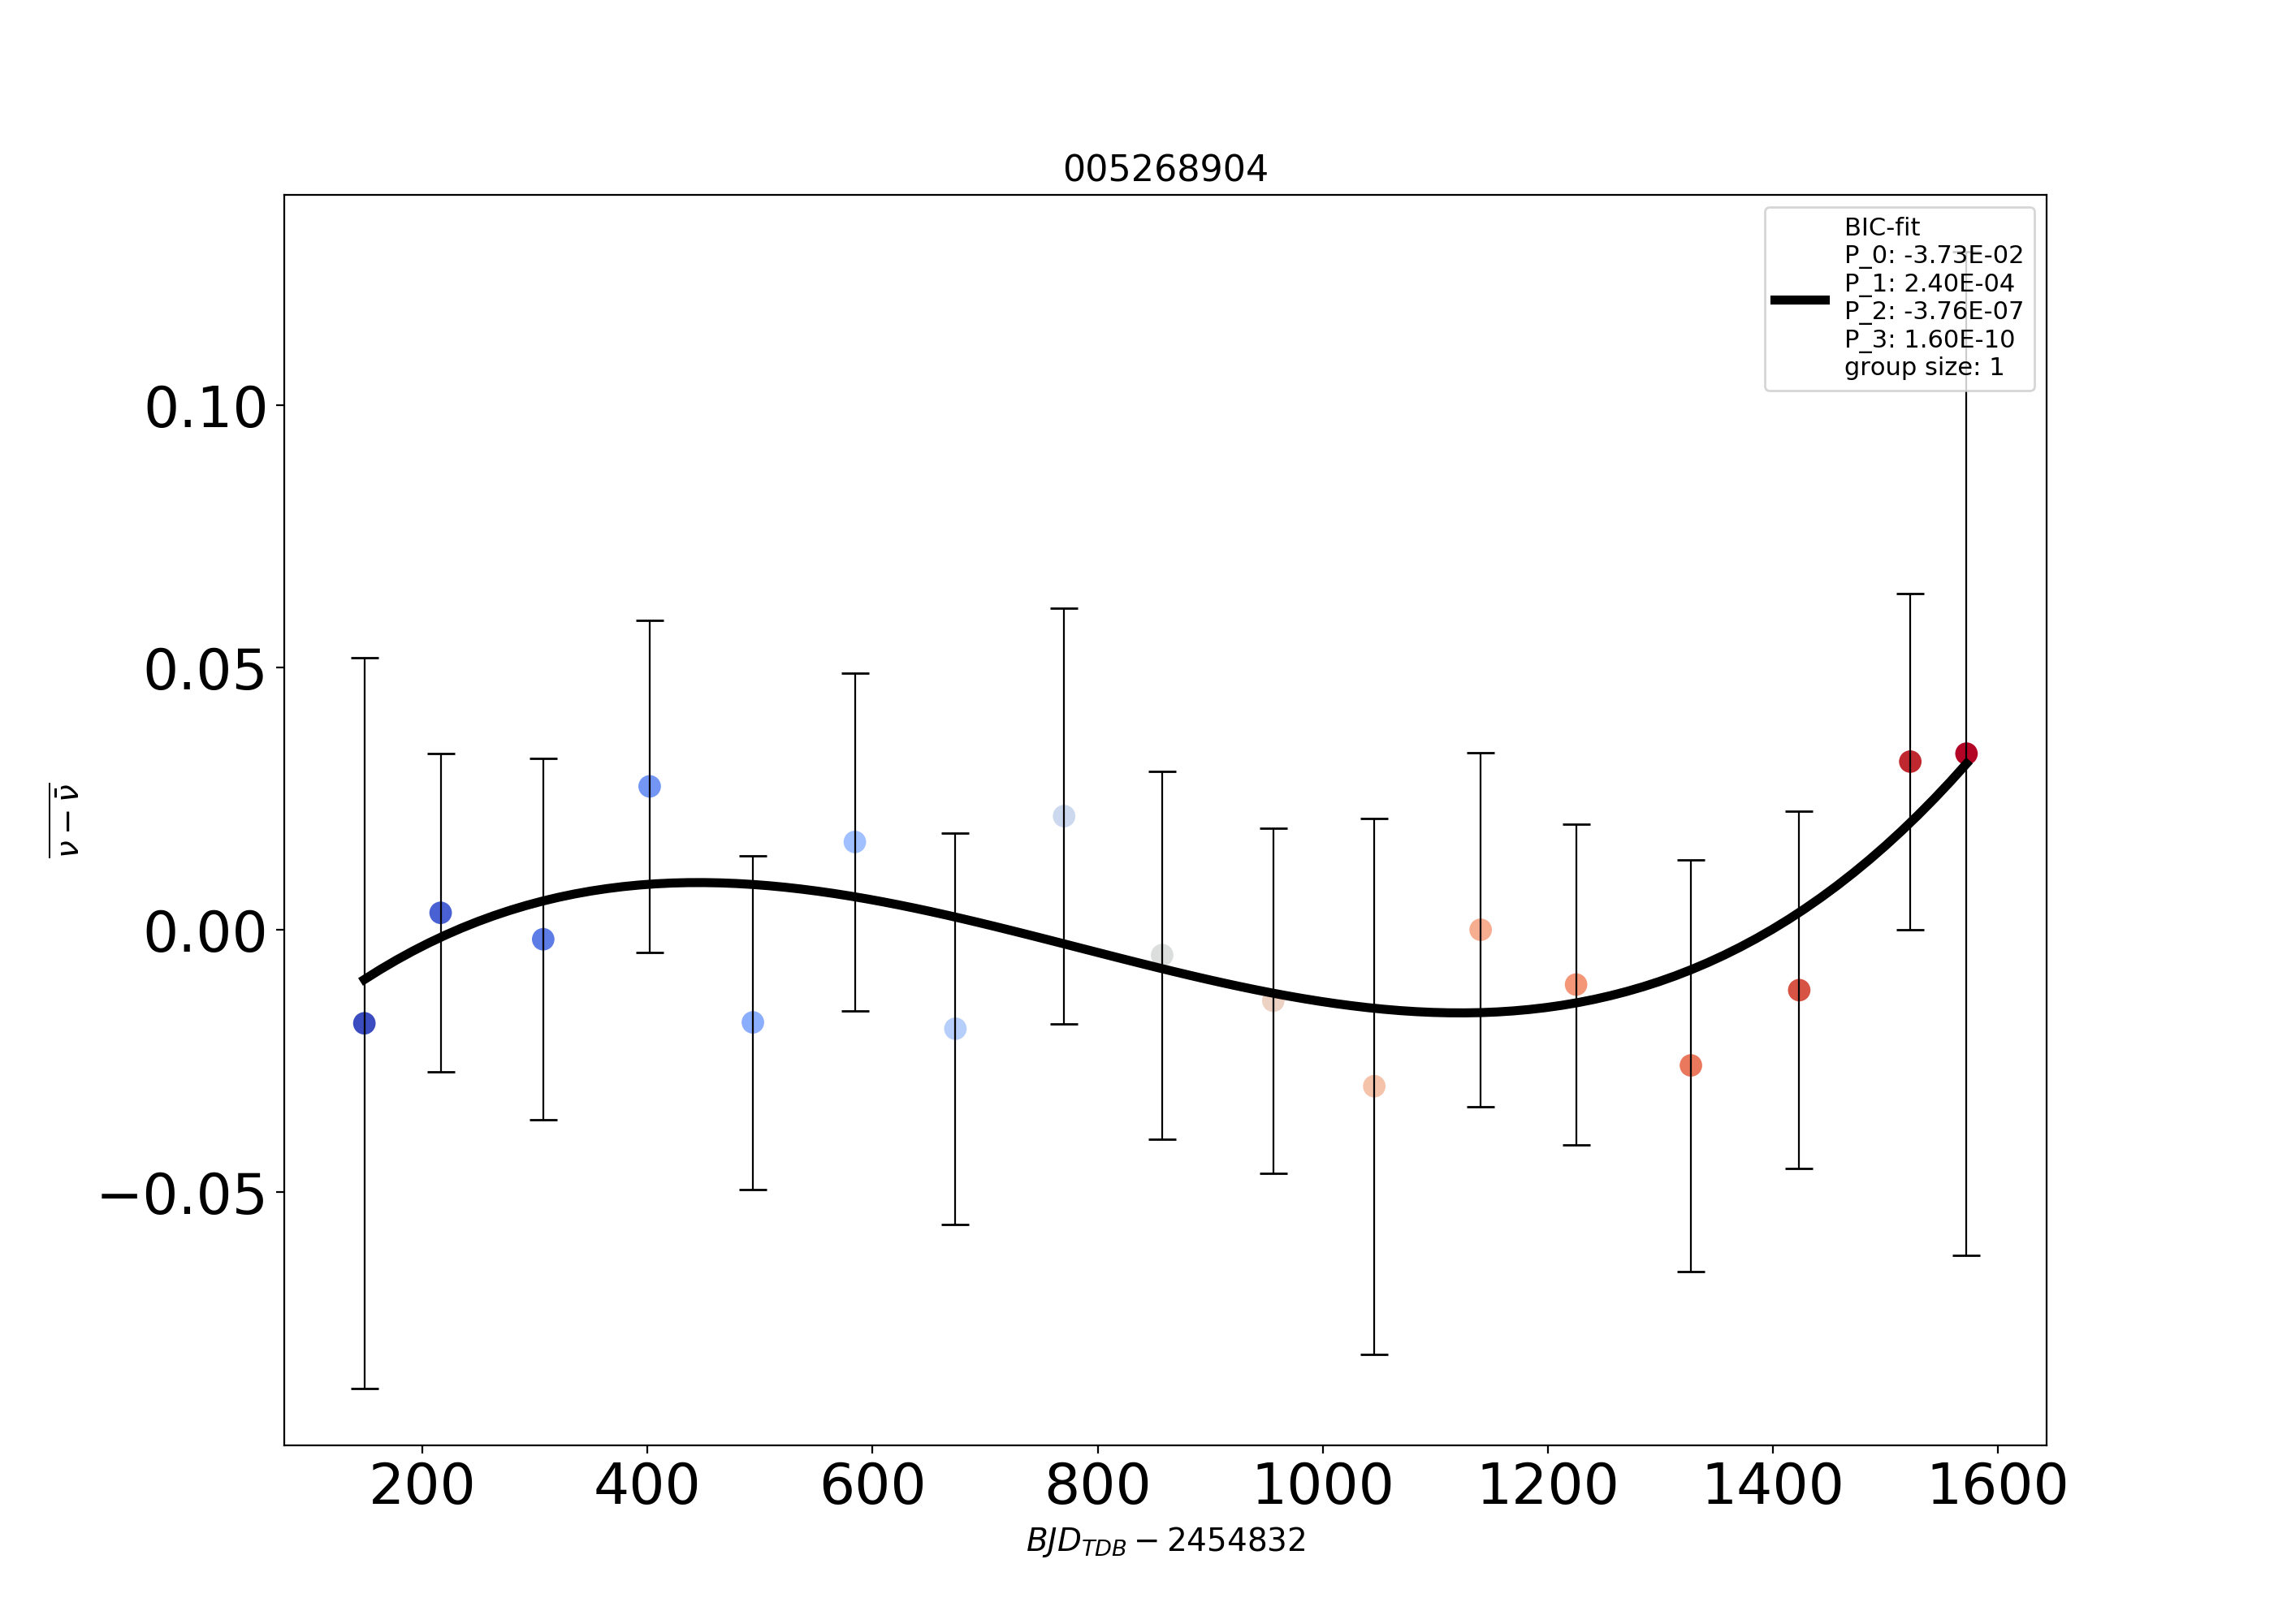 005268904
BIC-fit
P_0: -3.73E-02
P_1: 2.40E-04
P_2: -3.76E-07
P_3: 1.60E-10
group size: 1
0.10
0.05
0.00
−0.05
ν − ν̄
200 400 600 800 1000 1200 1400 1600
BJD_TDB − 2454832